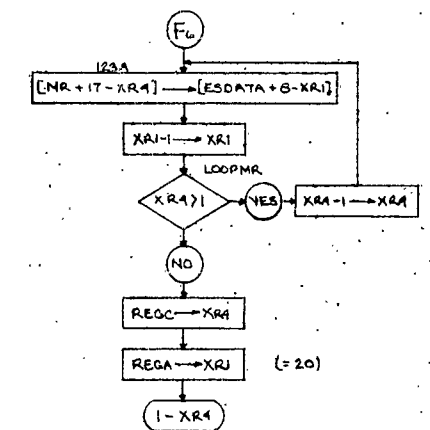 F6
123A
[NR + 17 - XR4] → [ESDATA + 8 - XR1]
XR1-1 → XR1
LOOPMR
XR4 > 1
YES
XR4-1 → XR4
NO
REGC → XR4
REGA → XR1
(= 20)
1 - XR4